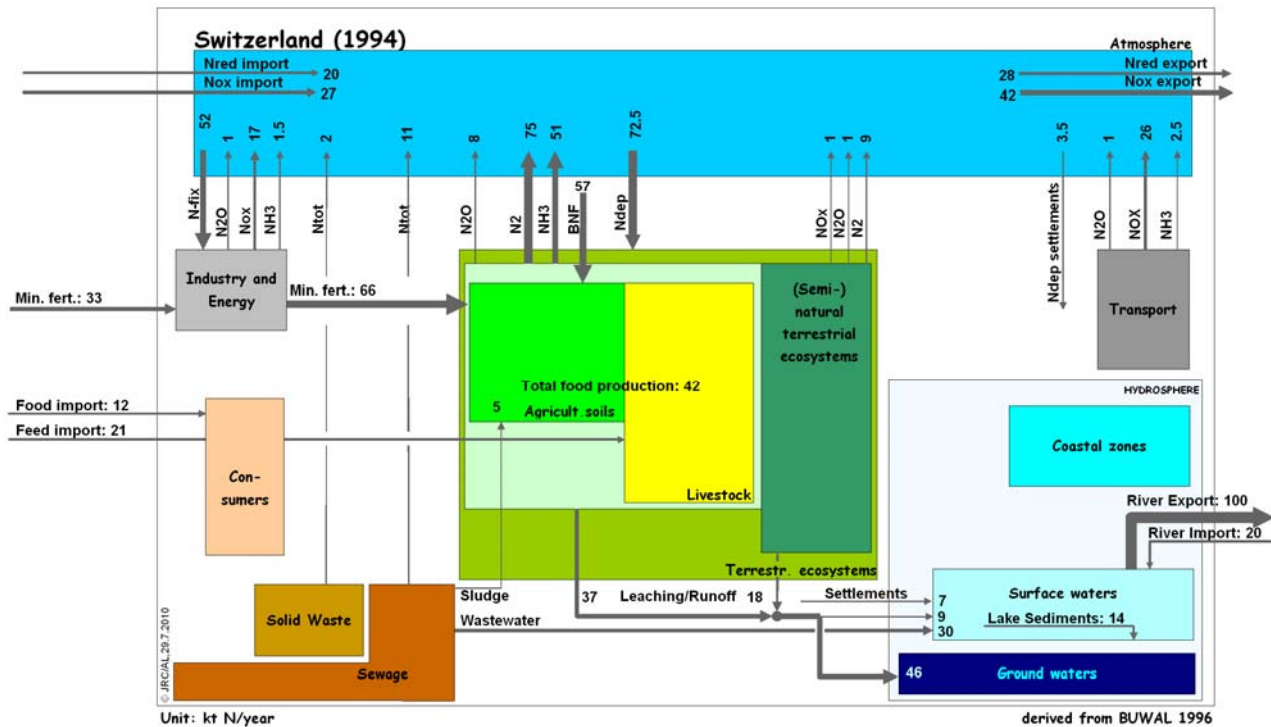 Switzerland (1994)
Atmosphere
Nred import
20
Nox import
27
Nred export
28
Nox export
42
52
1
17
1.5
2
11
8
75
51
72.5
1
1
9
3.5
1
26
2.5
57
N-fix
N2O
Nox
NH3
Ntot
Ntot
N2O
N2
NH3
BNF
Ndep
NOx
N2O
N2
Ndep settlements
N2O
NOX
NH3
Industry and
Energy
Min. fert.: 33
Min. fert.: 66
(Semi-)
natural
terrestrial
ecosystems
Transport
Total food production: 42
5
Agricult.soils
HYDROSPHERE
Food import: 12
Feed import: 21
Con-
sumers
Livestock
Coastal zones
River Export: 100
River Import: 20
Terrestr. ecosystems
Sludge
37
Leaching/Runoff
18
Settlements
7
9
30
Surface waters
Lake Sediments: 14
Wastewater
Solid Waste
Sewage
46
Ground waters
© JRC/AL,29.7.2010
Unit: kt N/year
derived from BUWAL 1996